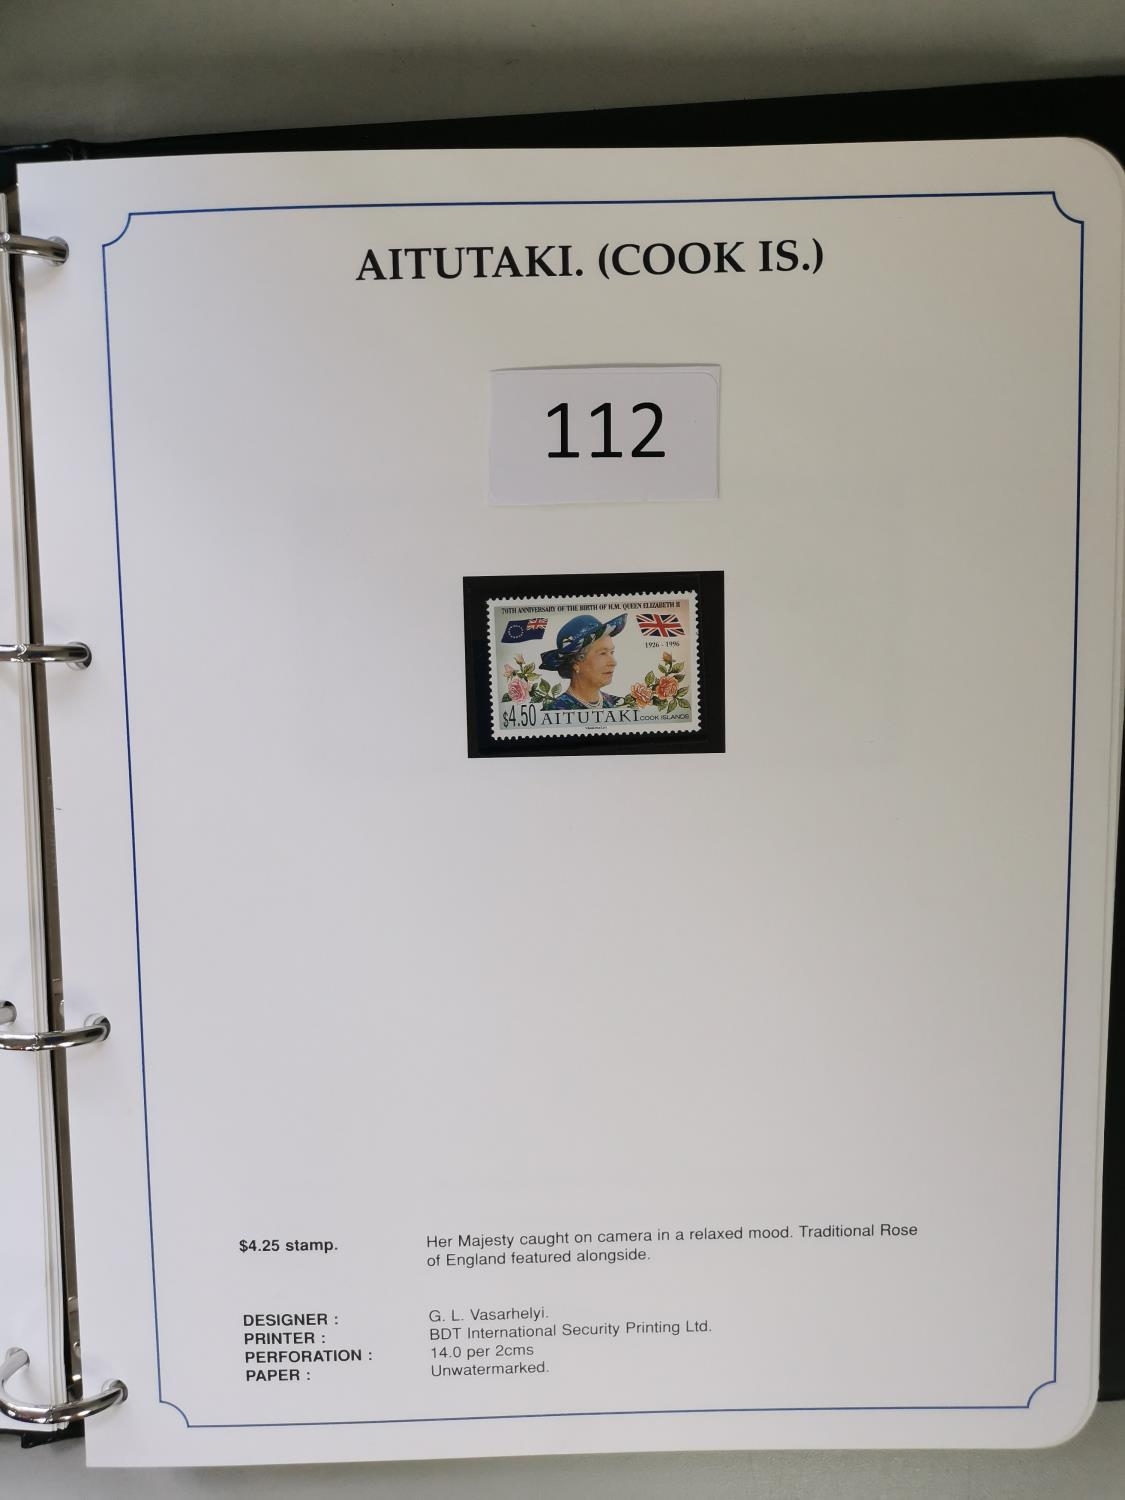 AITUTAKI. (COOK IS.)
112
70TH ANNIVERSARY OF THE BIRTH OF H.M. QUEEN ELIZABETH II
1926 - 1996
$4.50 AITUTAKI COOK ISLANDS
$4.25 stamp. Her Majesty caught on camera in a relaxed mood. Traditional Rose
of England featured alongside.
DESIGNER : G. L. Vasarhelyi.
PRINTER : BDT International Security Printing Ltd.
PERFORATION : 14.0 per 2cms
PAPER : Unwatermarked.